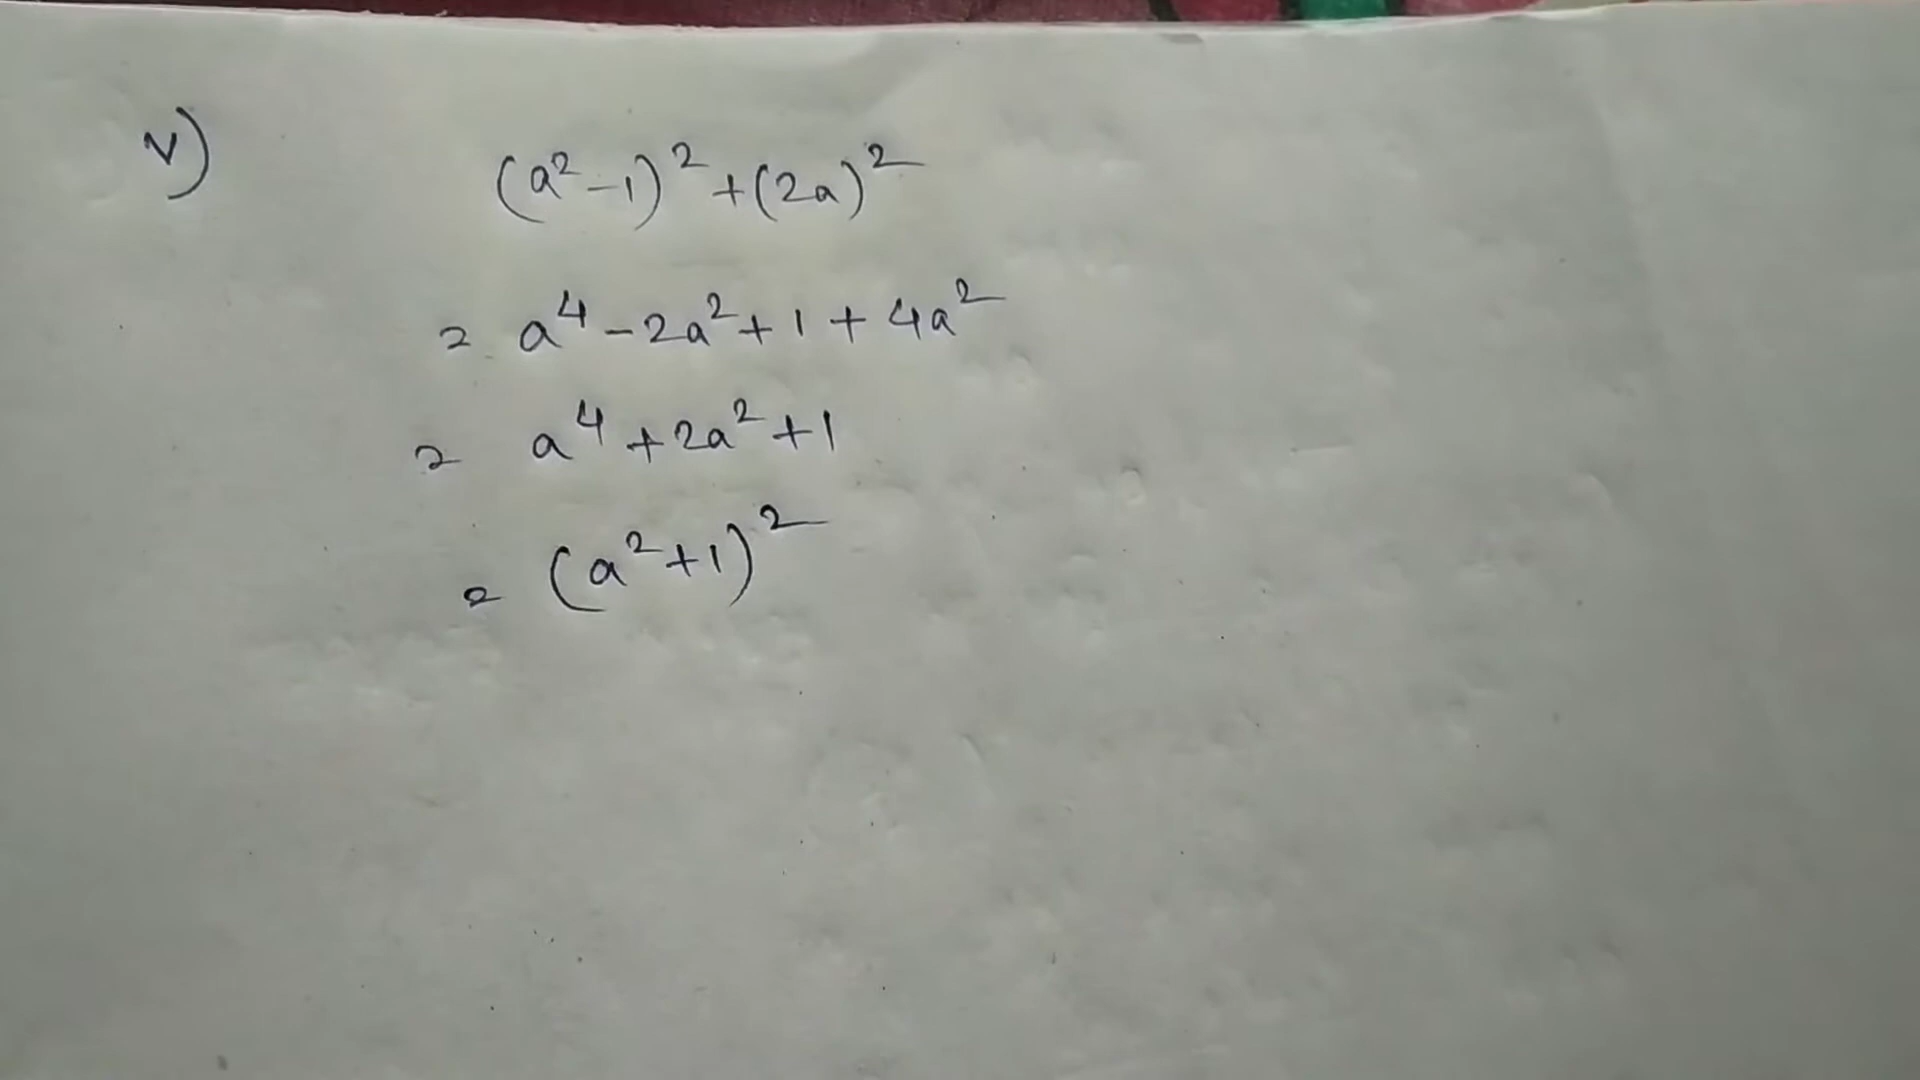 v) (a²-1)²+(2a)²
= a⁴-2a²+1+4a²
= a⁴+2a²+1
= (a²+1)²